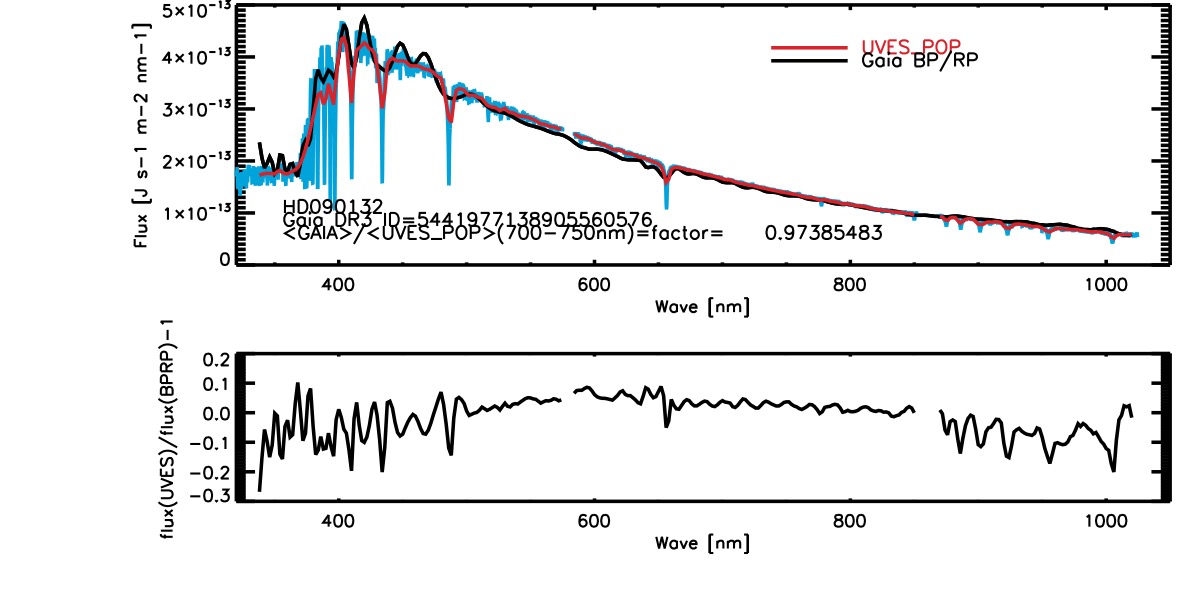 5×10−13
4×10−13
3×10−13
2×10−13
1×10−13
0
Flux [J s−1 m−2 nm−1]
UVES_POP
Gaia BP/RP
HD090132
Gaia DR3 ID=5441977138905560576
<GAIA>/<UVES_POP>(700−750nm)=factor= 0.97385483
400 600 800 1000
Wave [nm]
0.2
0.1
0.0
−0.1
−0.2
−0.3
flux(UVES)/flux(BPRP)−1
400 600 800 1000
Wave [nm]